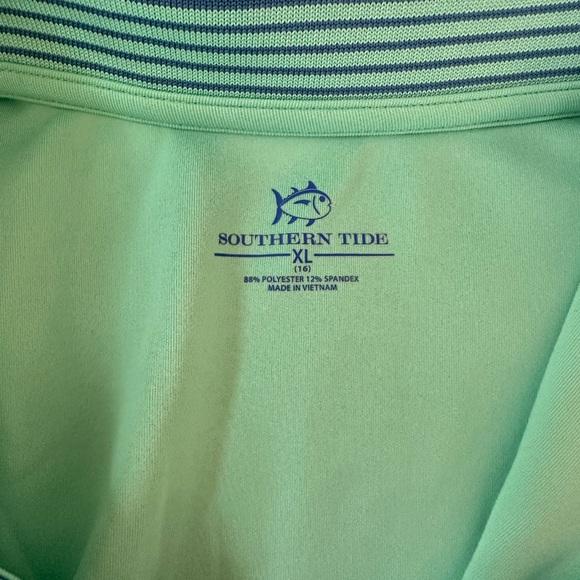 SOUTHERN TIDE
XL
(16)
88% POLYESTER 12% SPANDEX
MADE IN VIETNAM